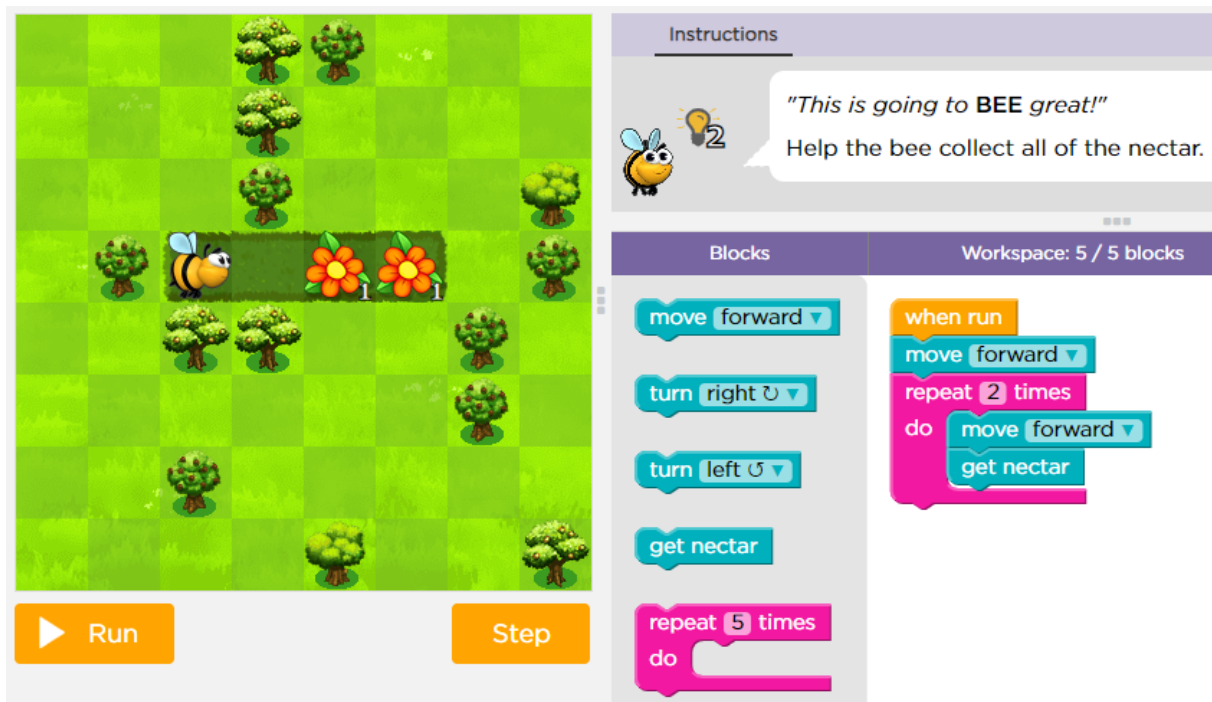 Instructions
"This is going to BEE great!"
2
Help the bee collect all of the nectar.
Blocks
Workspace: 5 / 5 blocks
move forward ▼
turn right ↻ ▼
turn left ↺ ▼
get nectar
repeat 5 times
do
when run
move forward ▼
repeat 2 times
do move forward ▼
get nectar
1 1
Run
Step